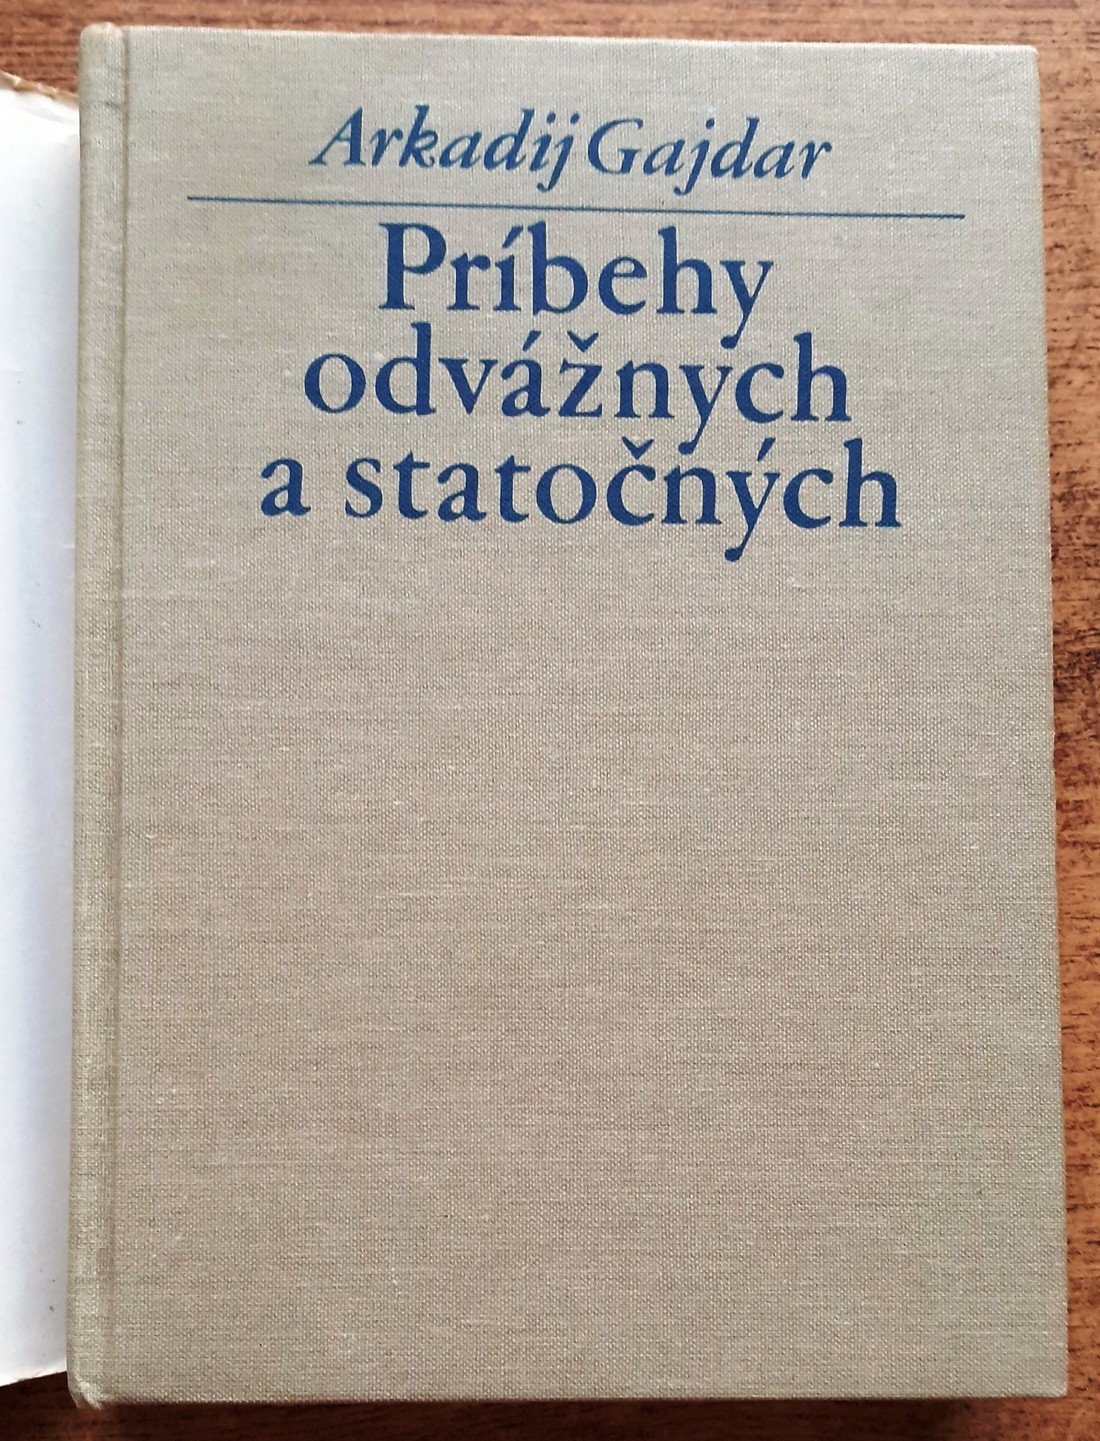 Arkadij Gajdar
Príbehy
odvážnych
a statočných